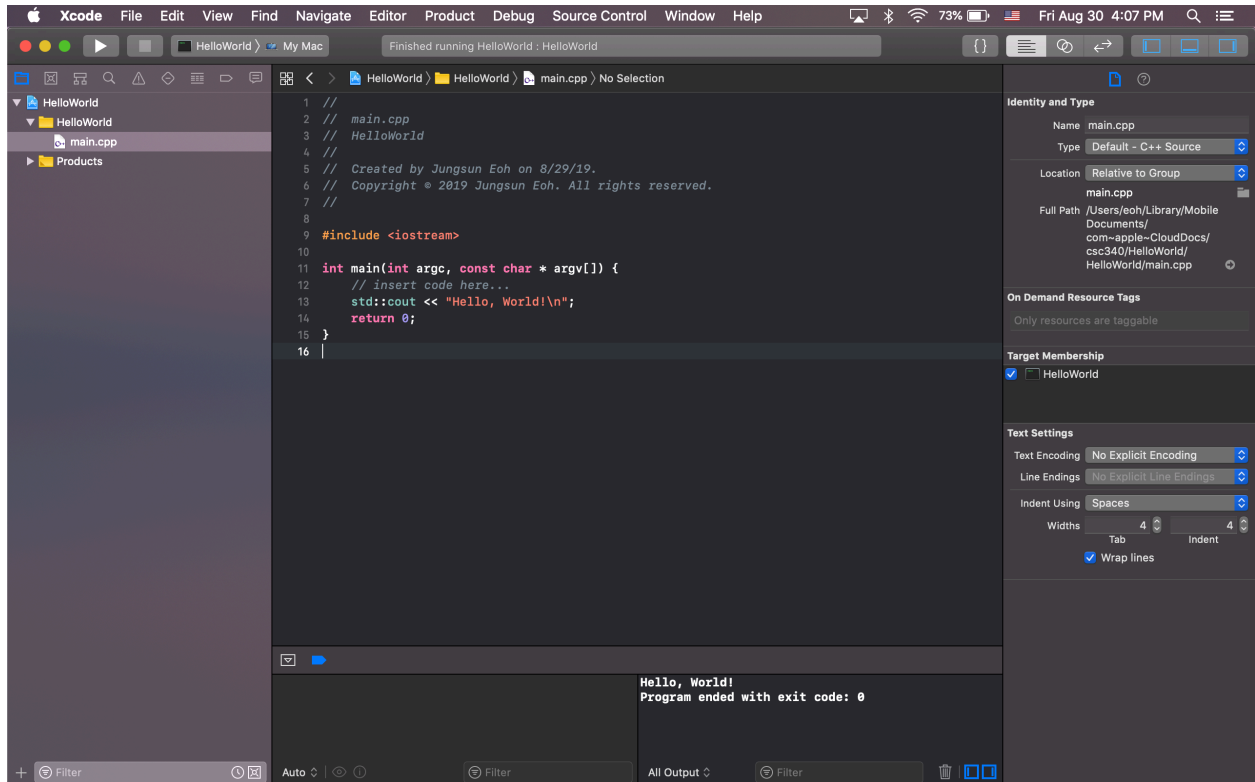 Xcode File Edit View Find Navigate Editor Product Debug Source Control Window Help 73% Fri Aug 30 4:07 PM
HelloWorld 〉 My Mac Finished running HelloWorld : HelloWorld {}
HelloWorld 〉 HelloWorld 〉 main.cpp 〉 No Selection
HelloWorld
HelloWorld
main.cpp
Products
1 //
2 //  main.cpp
3 //  HelloWorld
4 //
5 //  Created by Jungsun Eoh on 8/29/19.
6 //  Copyright © 2019 Jungsun Eoh. All rights reserved.
7 //
8
9 #include <iostream>
10
11 int main(int argc, const char * argv[]) {
12     // insert code here...
13     std::cout << "Hello, World!\n";
14     return 0;
15 }
16
Identity and Type
Name main.cpp
Type Default - C++ Source
Location Relative to Group
main.cpp
Full Path /Users/eoh/Library/Mobile
Documents/
com~apple~CloudDocs/
csc340/HelloWorld/
HelloWorld/main.cpp
On Demand Resource Tags
Only resources are taggable
Target Membership
HelloWorld
Text Settings
Text Encoding No Explicit Encoding
Line Endings No Explicit Line Endings
Indent Using Spaces
Widths 4 4
Tab Indent
Wrap lines
Hello, World!
Program ended with exit code: 0
Filter
Auto Filter
All Output Filter